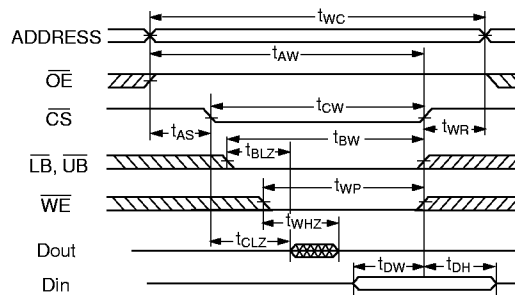 tWC
ADDRESS
tAW
OE
tCW
CS
tAS
tWR
tBLZ
tBW
LB, UB
tWP
WE
tWHZ
tCLZ
Dout
tDW
tDH
Din